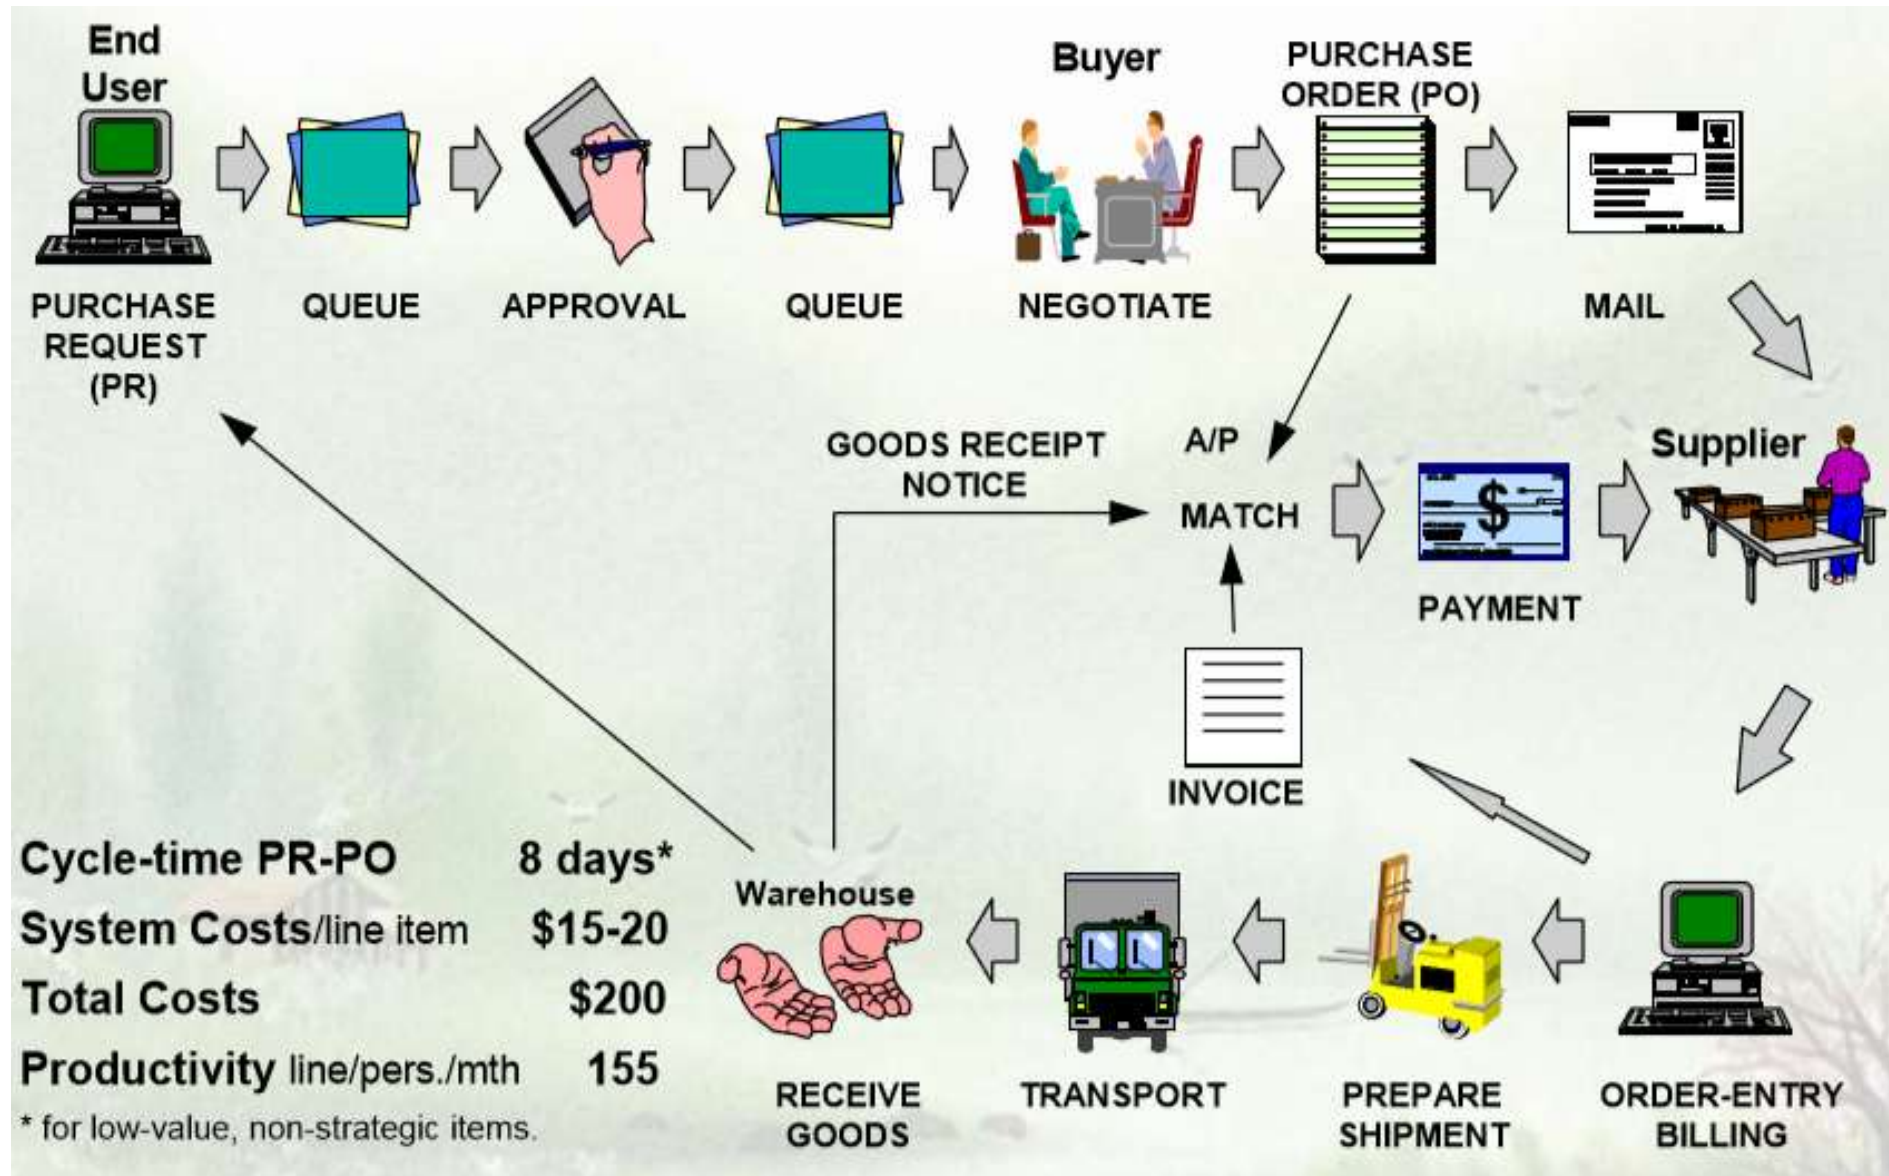 End
User
Buyer
PURCHASE
ORDER (PO)
PURCHASE
REQUEST
(PR)
QUEUE
APPROVAL
QUEUE
NEGOTIATE
MAIL
GOODS RECEIPT
NOTICE
A/P
MATCH
$
PAYMENT
Supplier
INVOICE
Cycle-time PR-PO 8 days*
System Costs/line item $15-20
Total Costs $200
Productivity line/pers./mth 155
* for low-value, non-strategic items.
Warehouse
RECEIVE
GOODS
TRANSPORT
PREPARE
SHIPMENT
ORDER-ENTRY
BILLING